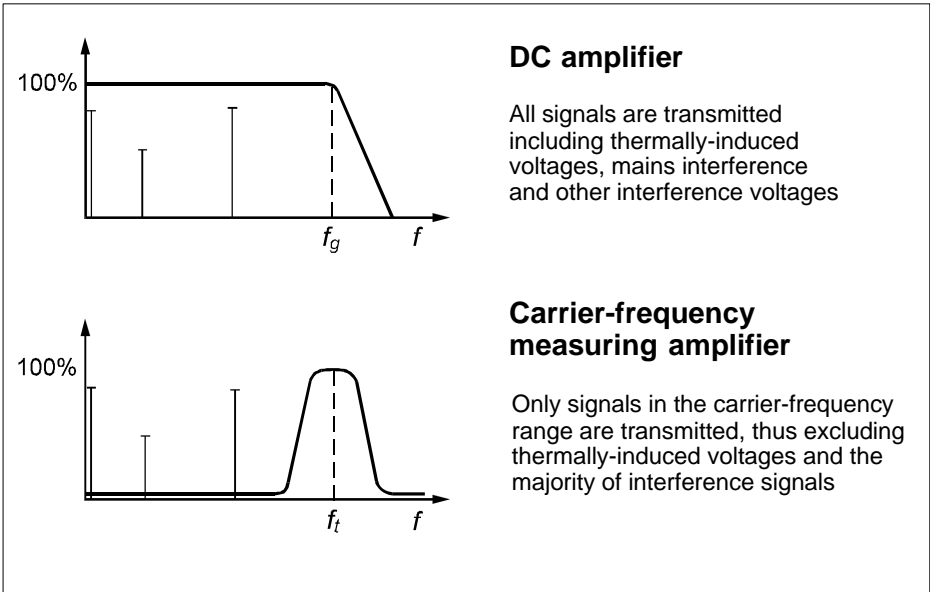 DC amplifier
100%
All signals are transmitted
including thermally-induced
voltages, mains interference
and other interference voltages
fg
f
Carrier-frequency
measuring amplifier
100%
Only signals in the carrier-frequency
range are transmitted, thus excluding
thermally-induced voltages and the
majority of interference signals
ft
f